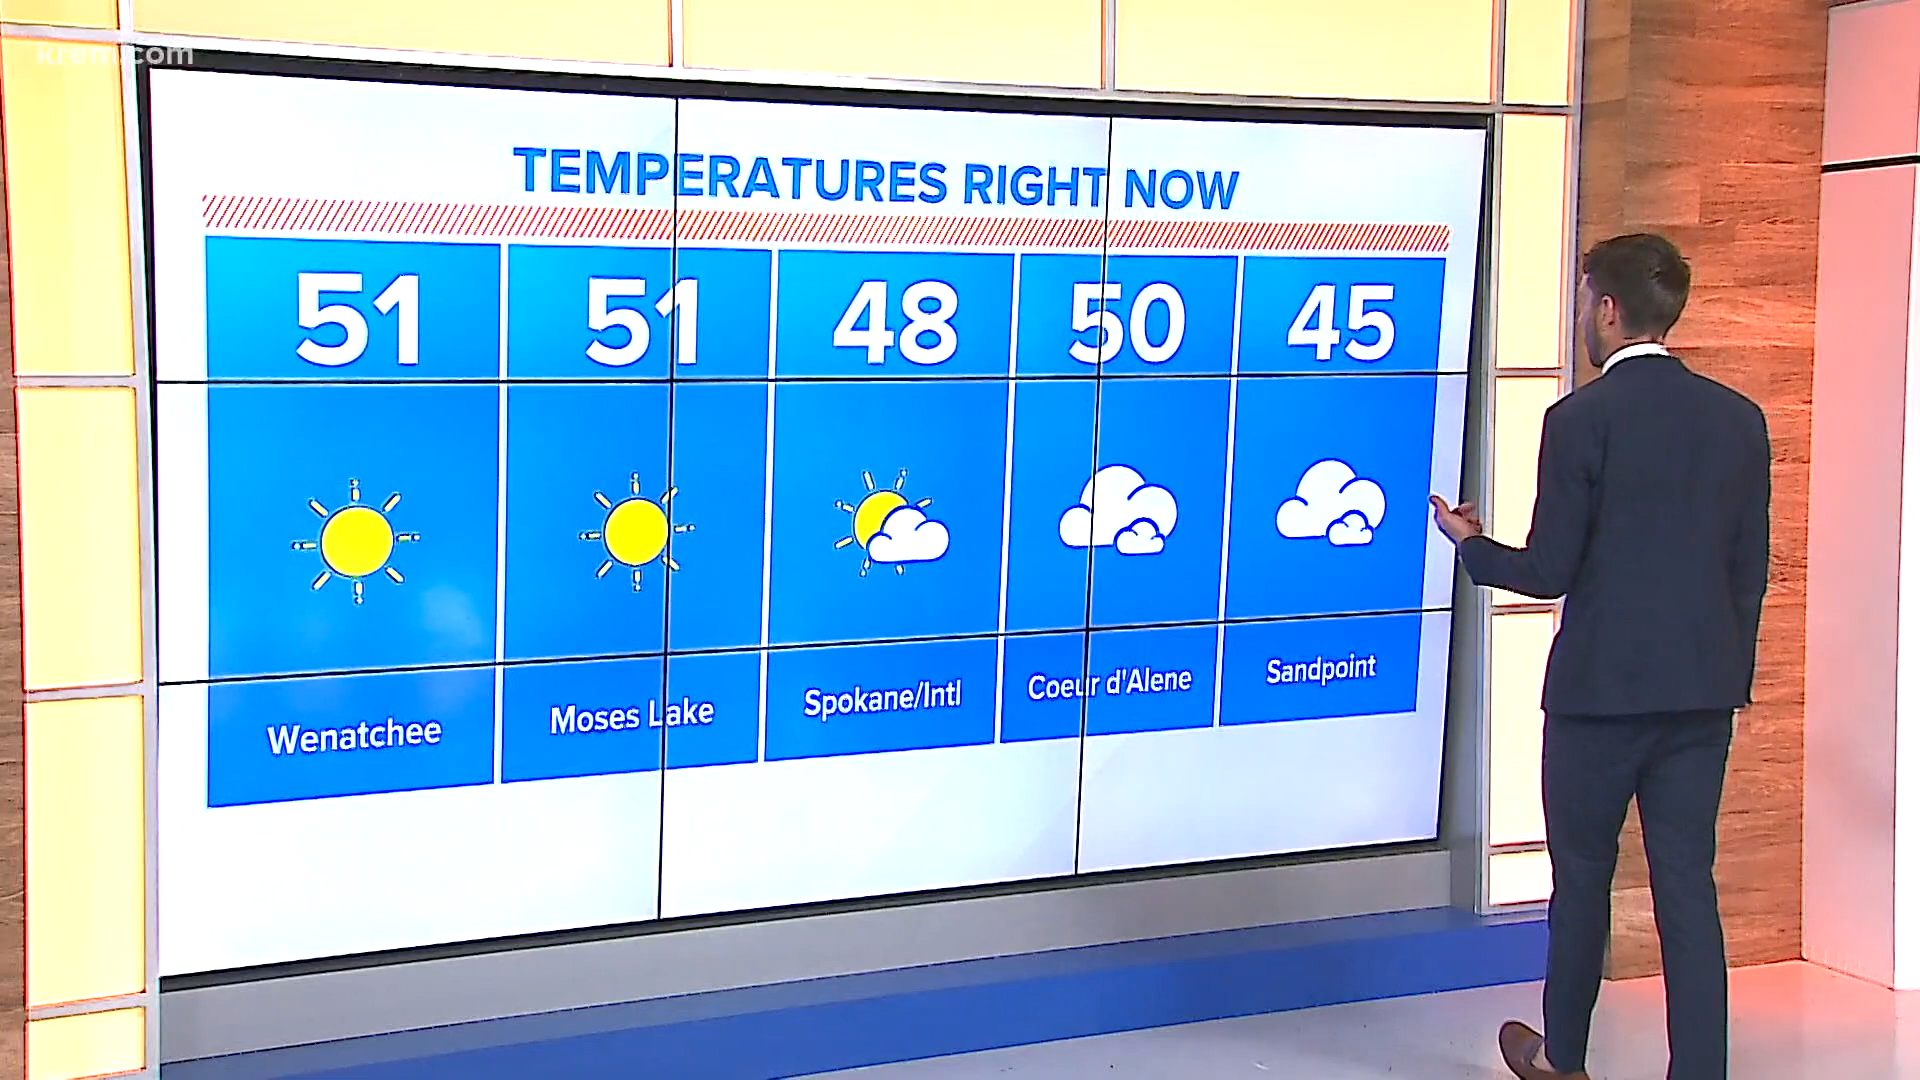 krem.com
TEMPERATURES RIGHT NOW
51 51 48 50 45
Wenatchee Moses Lake Spokane/Intl Coeur d'Alene Sandpoint